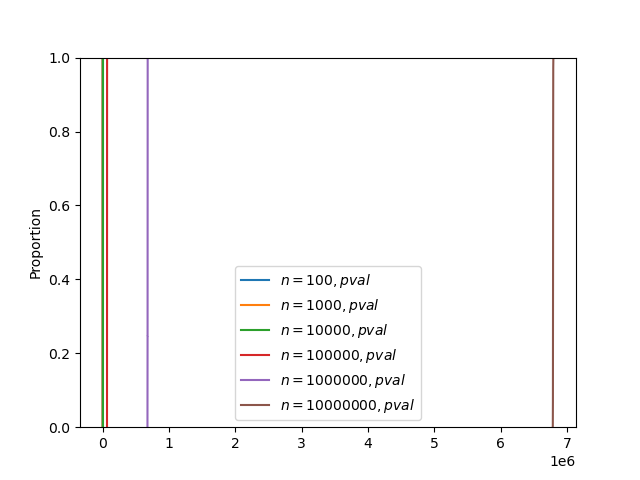 1.0
0.8
0.6
0.4
0.2
0.0
Proportion
n = 100, pval
n = 1000, pval
n = 10000, pval
n = 100000, pval
n = 1000000, pval
n = 10000000, pval
0 1 2 3 4 5 6 7
1e6